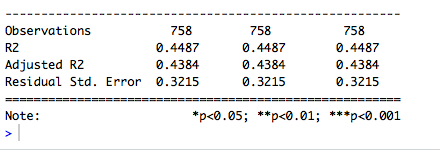 -------------------------------------------------------
Observations 758 758 758
R2 0.4487 0.4487 0.4487
Adjusted R2 0.4384 0.4384 0.4384
Residual Std. Error 0.3215 0.3215 0.3215
=======================================================
Note: *p<0.05; **p<0.01; ***p<0.001
>